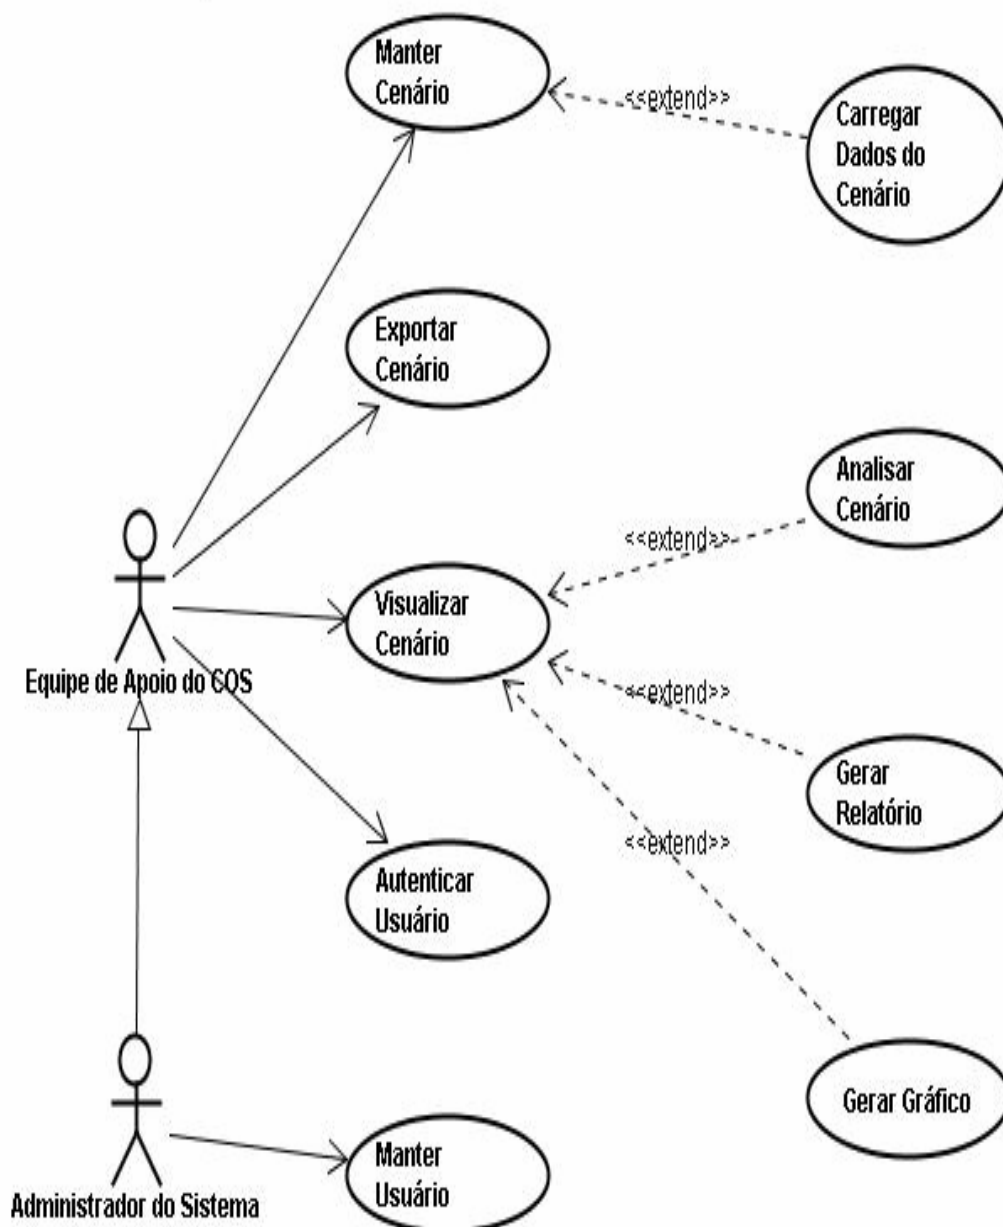 Manter
Cenário
<<extend>>
Carregar
Dados do
Cenário
Exportar
Cenário
Analisar
Cenário
<<extend>>
Visualizar
Cenário
Equipe de Apoio do COS
<<extend>>
Gerar
Relatório
<<extend>>
Autenticar
Usuário
Gerar Gráfico
Manter
Usuário
Administrador do Sistema